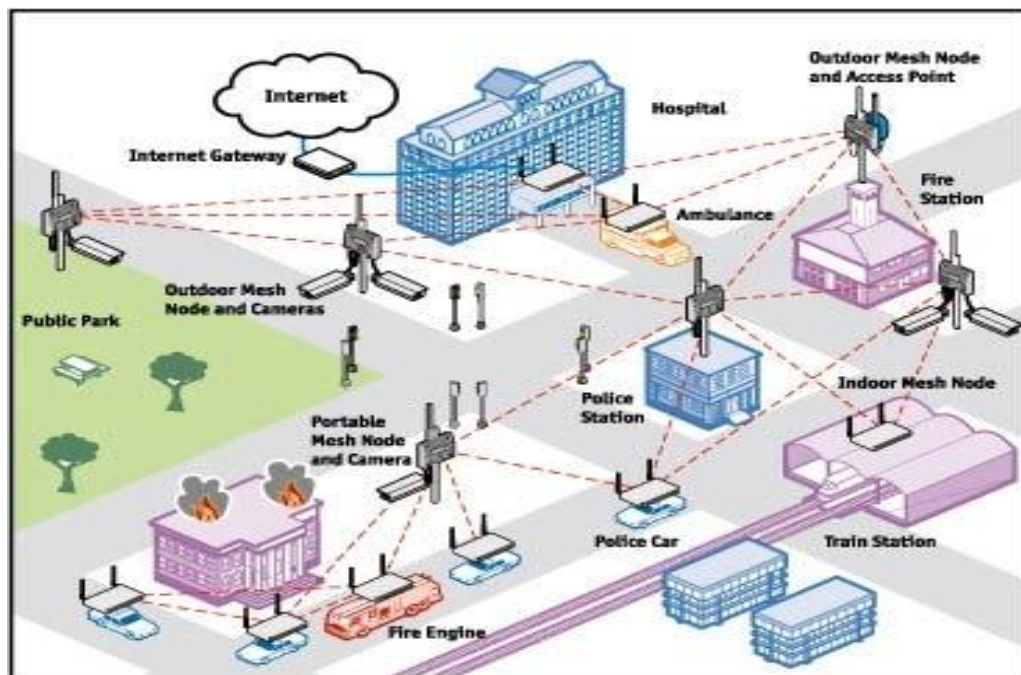 Outdoor Mesh Node
and Access Point
Internet
Hospital
Internet Gateway
Fire
Station
Ambulance
Outdoor Mesh
Node and Cameras
Public Park
Indoor Mesh Node
Police
Station
Portable
Mesh Node
and Camera
Police Car
Train Station
Fire Engine